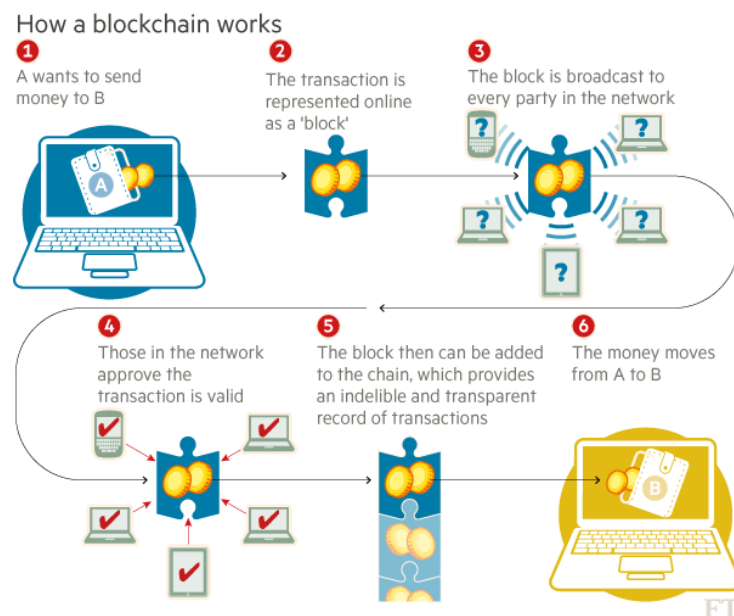 How a blockchain works
1
A wants to send
money to B
2
The transaction is
represented online
as a 'block'
3
The block is broadcast to
every party in the network
A
?
?
?
?
?
4
Those in the network
approve the
transaction is valid
5
The block then can be added
to the chain, which provides
an indelible and transparent
record of transactions
6
The money moves
from A to B
B
FT